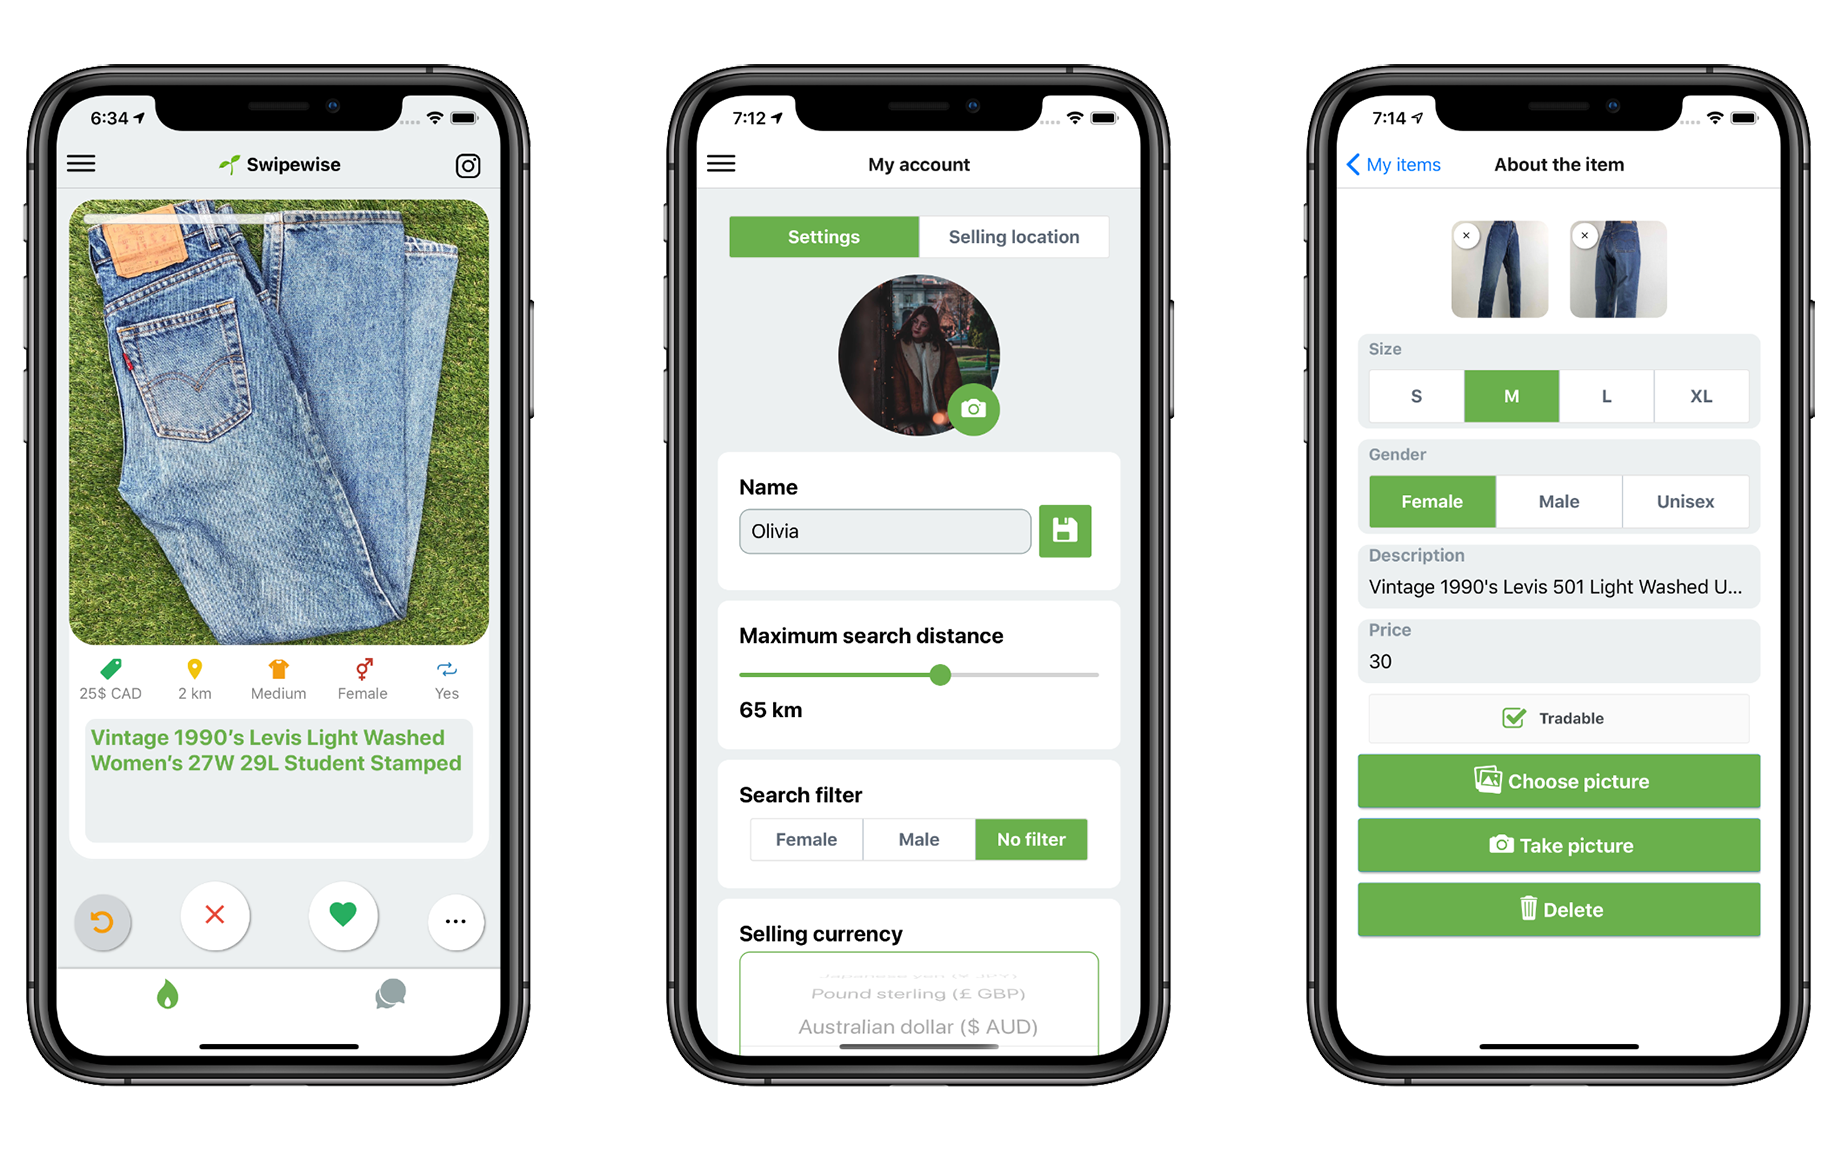 6:34
Swipewise
25$ CAD
2 km
Medium
Female
Yes
Vintage 1990’s Levis Light Washed
Women’s 27W 29L Student Stamped
7:12
My account
Settings
Selling location
Name
Olivia
Maximum search distance
65 km
Search filter
Female
Male
No filter
Selling currency
Pound sterling (£ GBP)
Australian dollar ($ AUD)
7:14
My items
About the item
Size
S
M
L
XL
Gender
Female
Male
Unisex
Description
Vintage 1990's Levis 501 Light Washed U...
Price
30
Tradable
Choose picture
Take picture
Delete